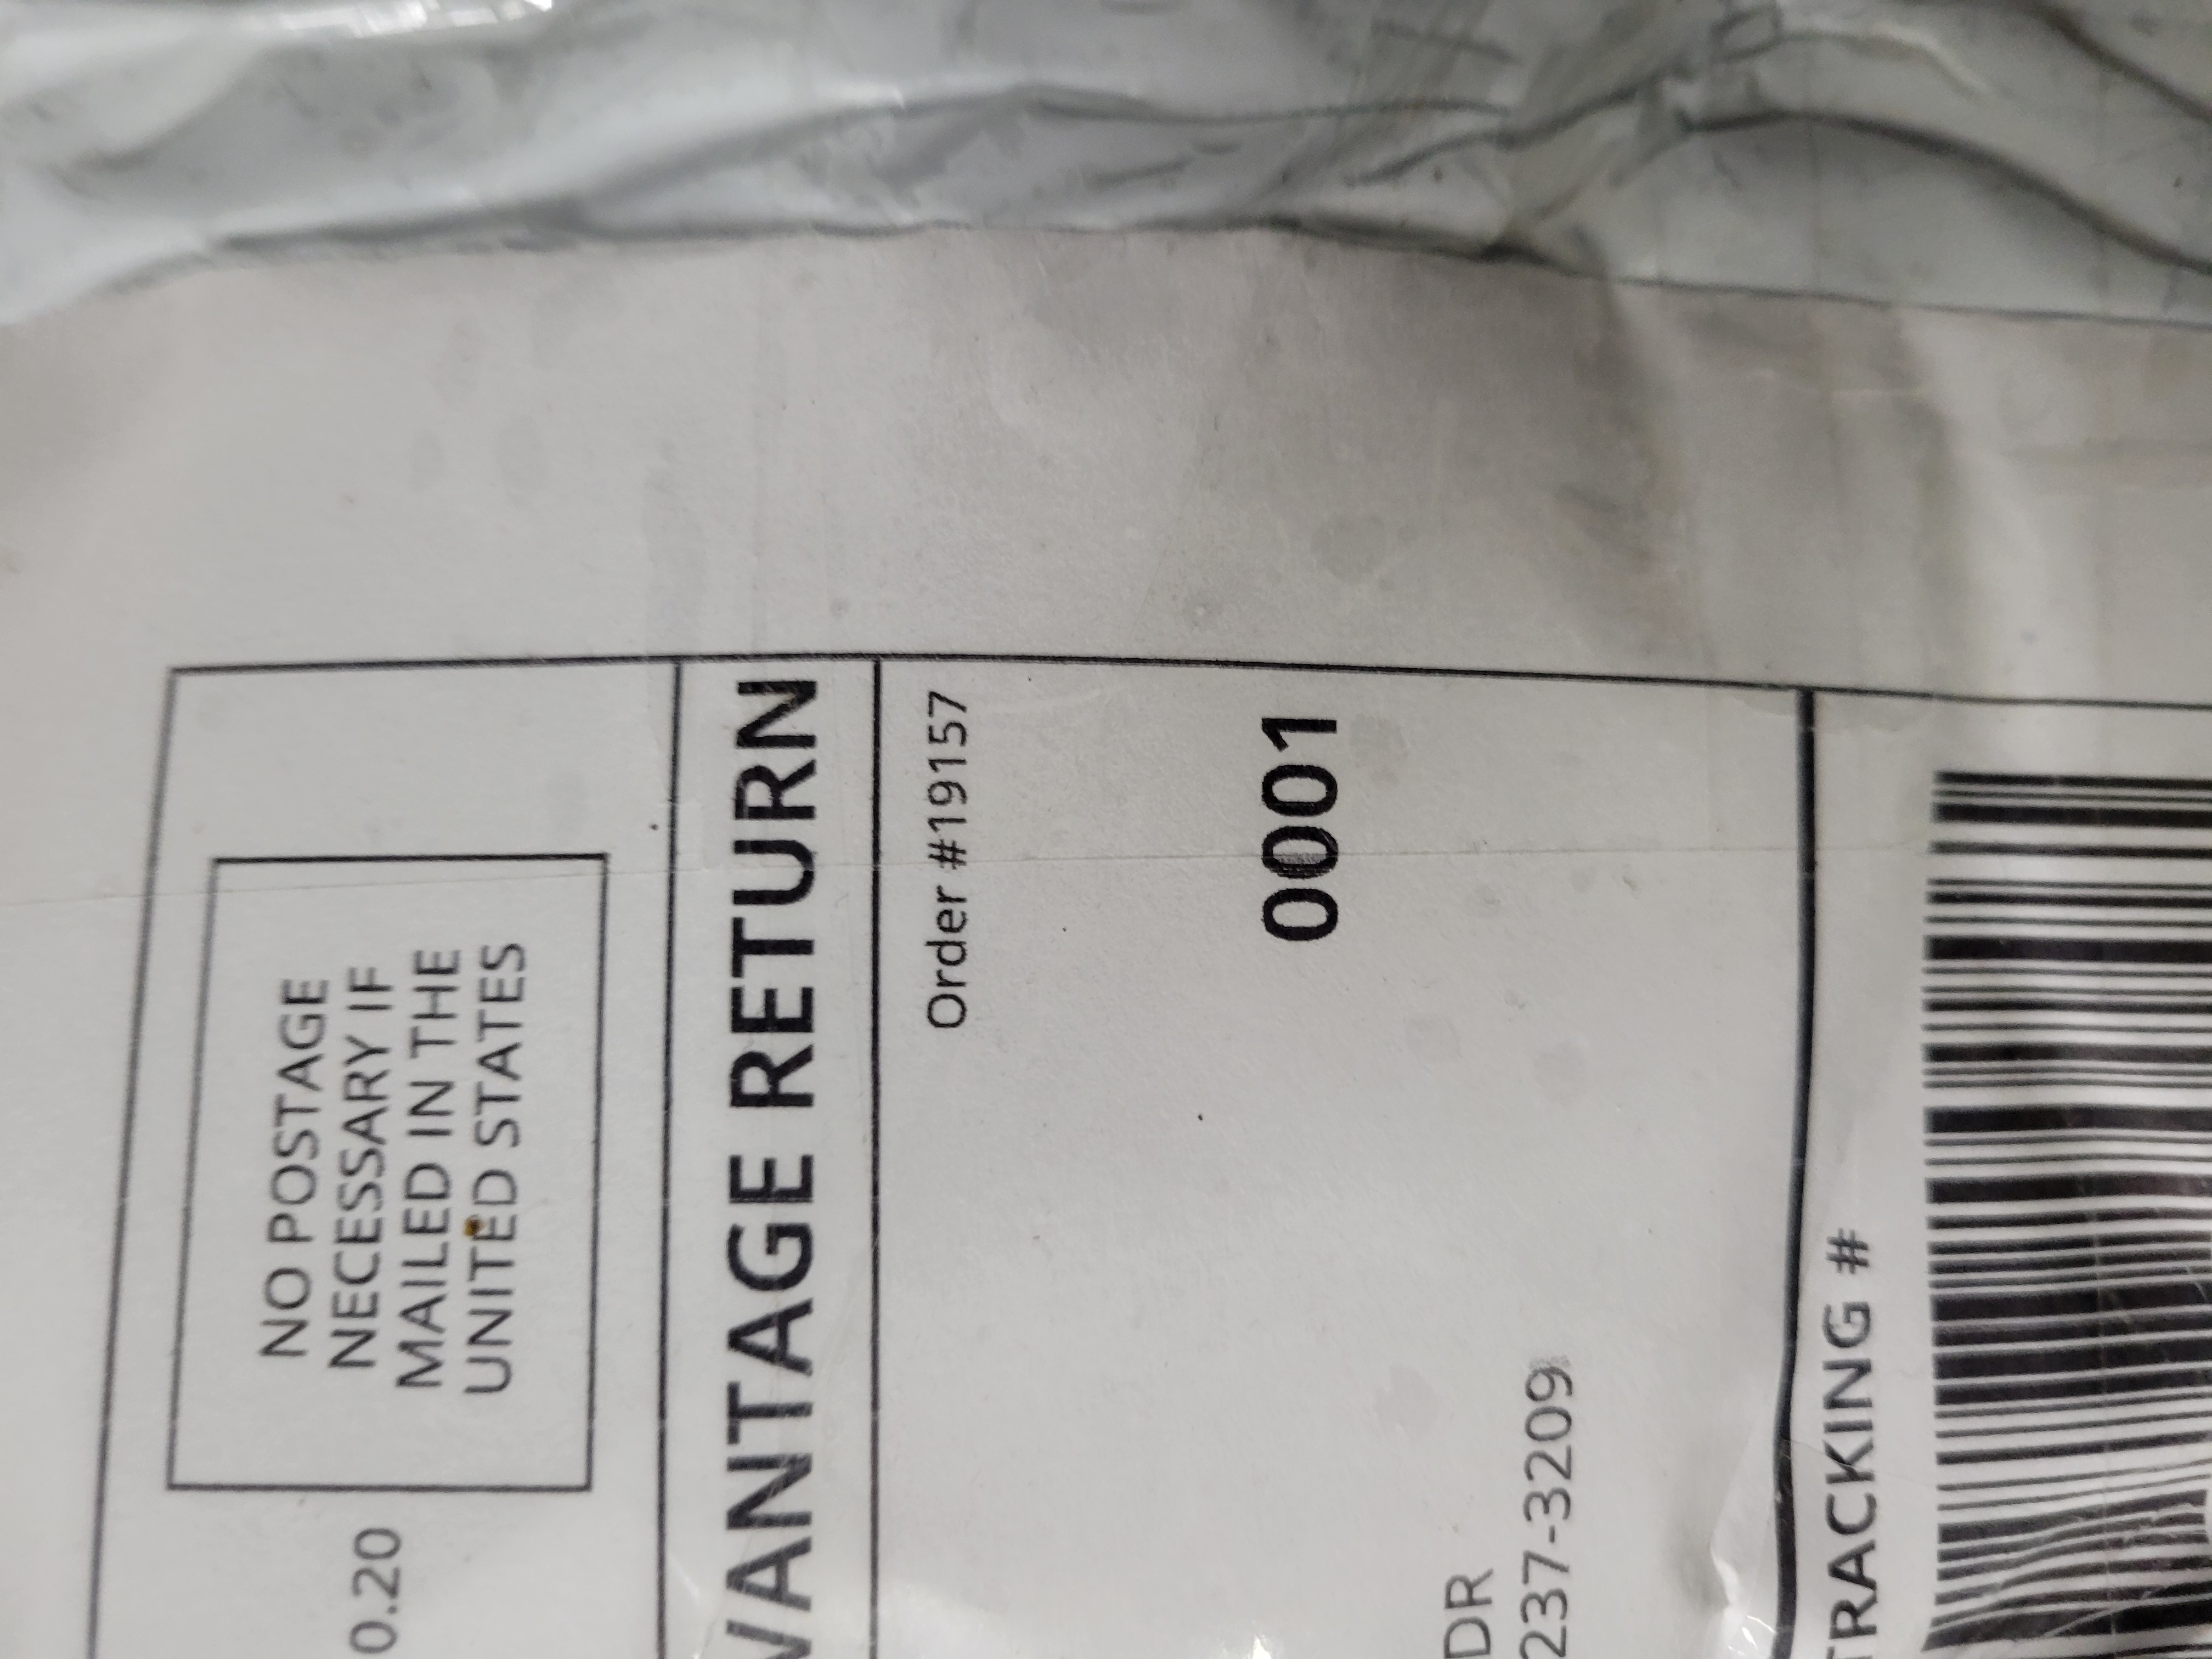 NO POSTAGE
NECESSARY IF
MAILED IN THE
UNITED STATES
0.20
VANTAGE RETURN
Order #19157
0001
DR
237-3209
TRACKING #